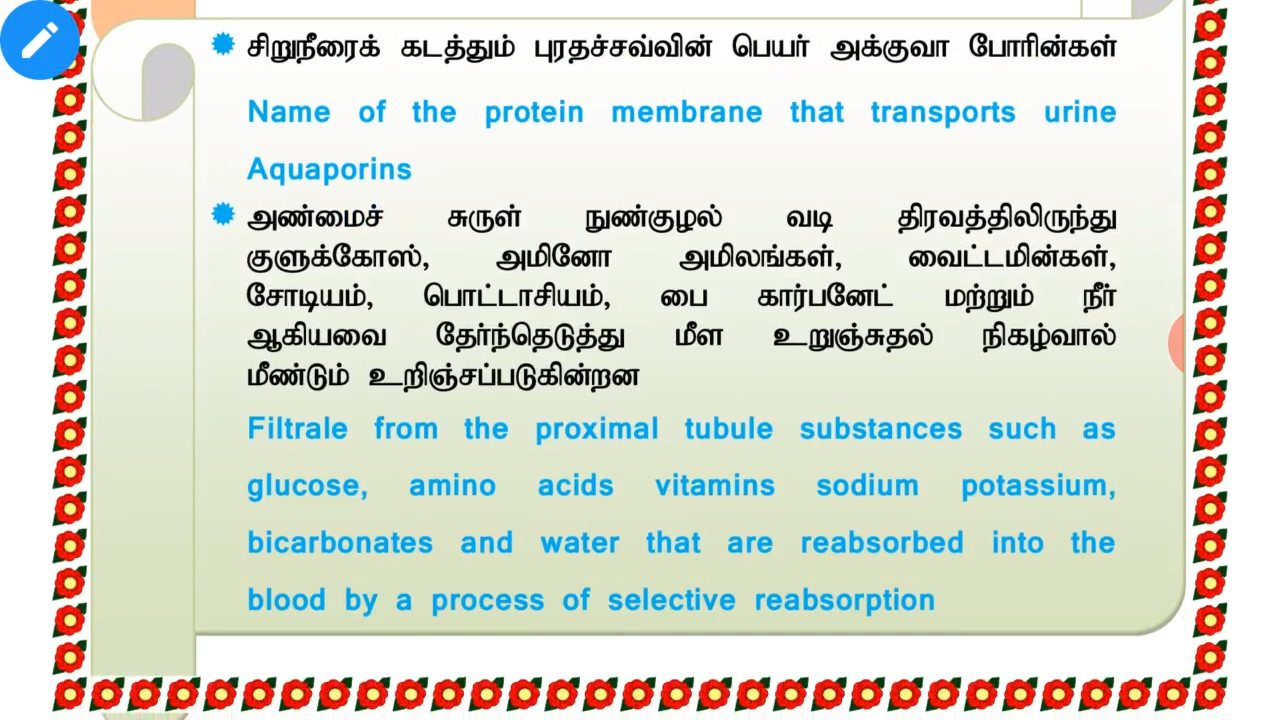 சிறுநீரைக் கடத்தும் புரதச்சவ்வின் பெயர் அக்குவா போரின்கள்
Name of the protein membrane that transports urine
Aquaporins
அண்மைச் சுருள் நுண்குழல் வடி திரவத்திலிருந்து
குளுக்கோஸ், அமினோ அமிலங்கள், வைட்டமின்கள்,
சோடியம், பொட்டாசியம், பை கார்பனேட் மற்றும் நீர்
ஆகியவை தேர்ந்தெடுத்து மீள உறுஞ்சுதல் நிகழ்வால்
மீண்டும் உறிஞ்சப்படுகின்றன
Filtrale from the proximal tubule substances such as
glucose, amino acids vitamins sodium potassium,
bicarbonates and water that are reabsorbed into the
blood by a process of selective reabsorption